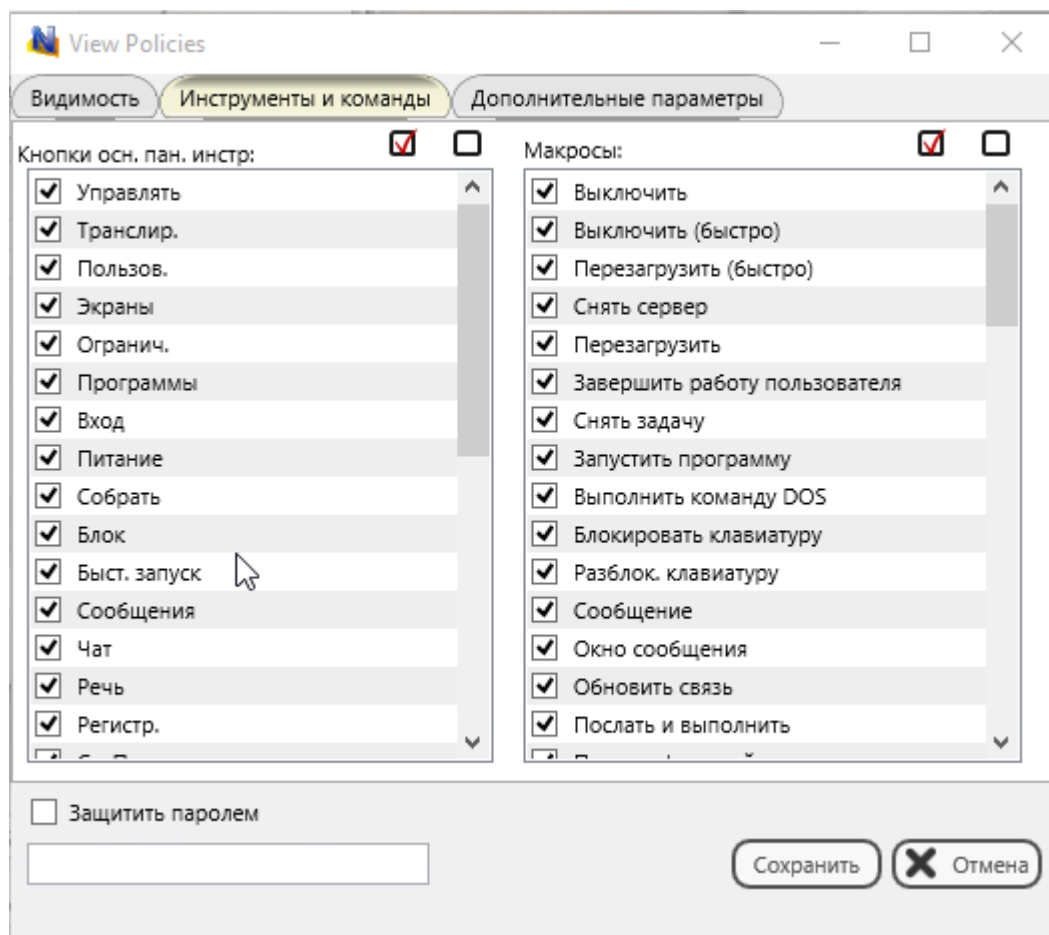 View Policies
Видимость
Инструменты и команды
Дополнительные параметры
Кнопки осн. пан. инстр:
Управлять
Транслир.
Пользов.
Экраны
Огранич.
Программы
Вход
Питание
Собрать
Блок
Быст. запуск
Сообщения
Чат
Речь
Регистр.
Макросы:
Выключить
Выключить (быстро)
Перезагрузить (быстро)
Снять сервер
Перезагрузить
Завершить работу пользователя
Снять задачу
Запустить программу
Выполнить команду DOS
Блокировать клавиатуру
Разблок. клавиатуру
Сообщение
Окно сообщения
Обновить связь
Послать и выполнить
Защитить паролем
Сохранить
Отмена